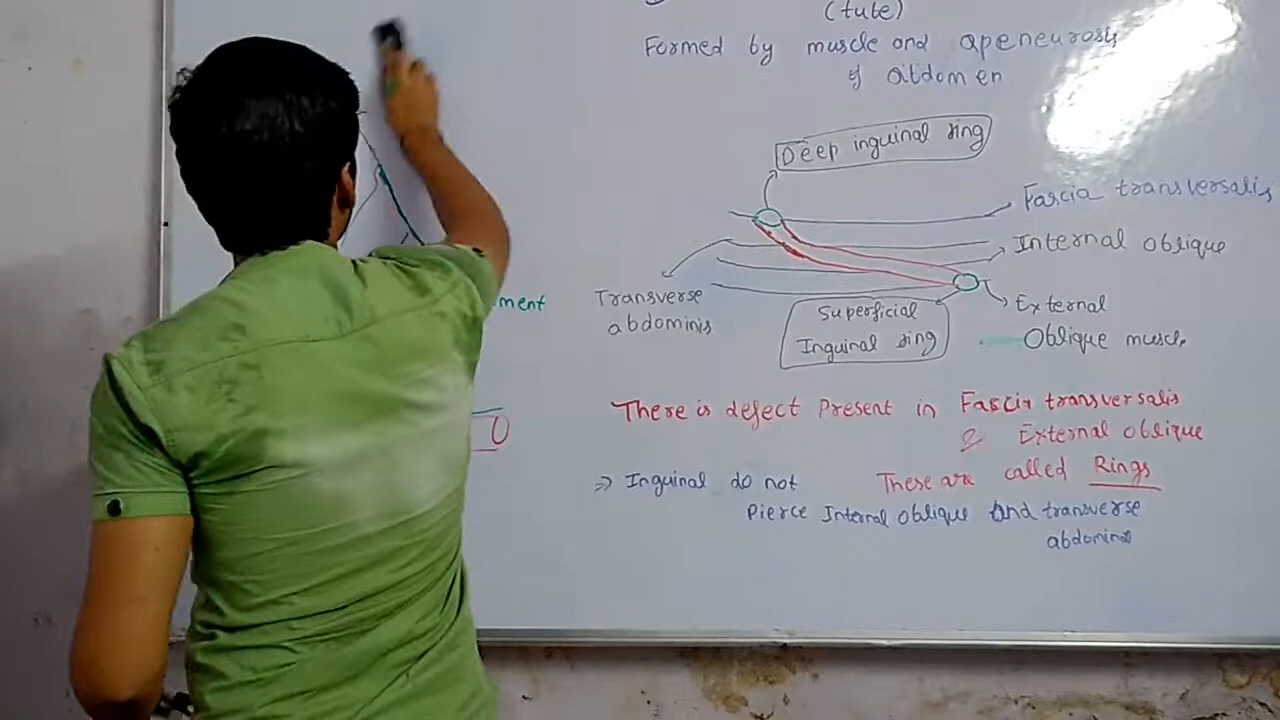 (tube)
Formed by muscle and apeneurosis
of abdomen
Deep inguinal ring
Fascia transversalis
Internal oblique
Transverse
abdominis
Superficial
Inguinal ring
External
Oblique muscle
ment
There is defect Present in Fascia transversalis
& External oblique
These are called Rings
=> Inguinal do not
Pierce Internal oblique and transverse
abdominis